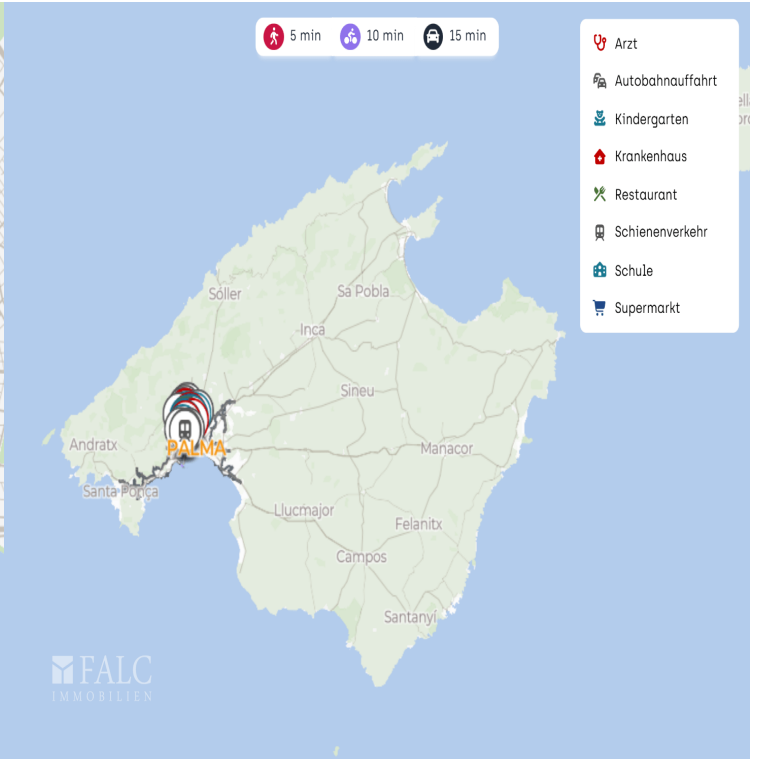 5 min
10 min
15 min
Arzt
Autobahnauffahrt
Kindergarten
Krankenhaus
Restaurant
Schienenverkehr
Schule
Supermarkt
Sóller
Sa Pobla
Inca
Sineu
PALMA
Andratx
Manacor
Santa Ponça
Llucmajor
Felanitx
Campos
Santanyí
FALC
IMMOBILIEN